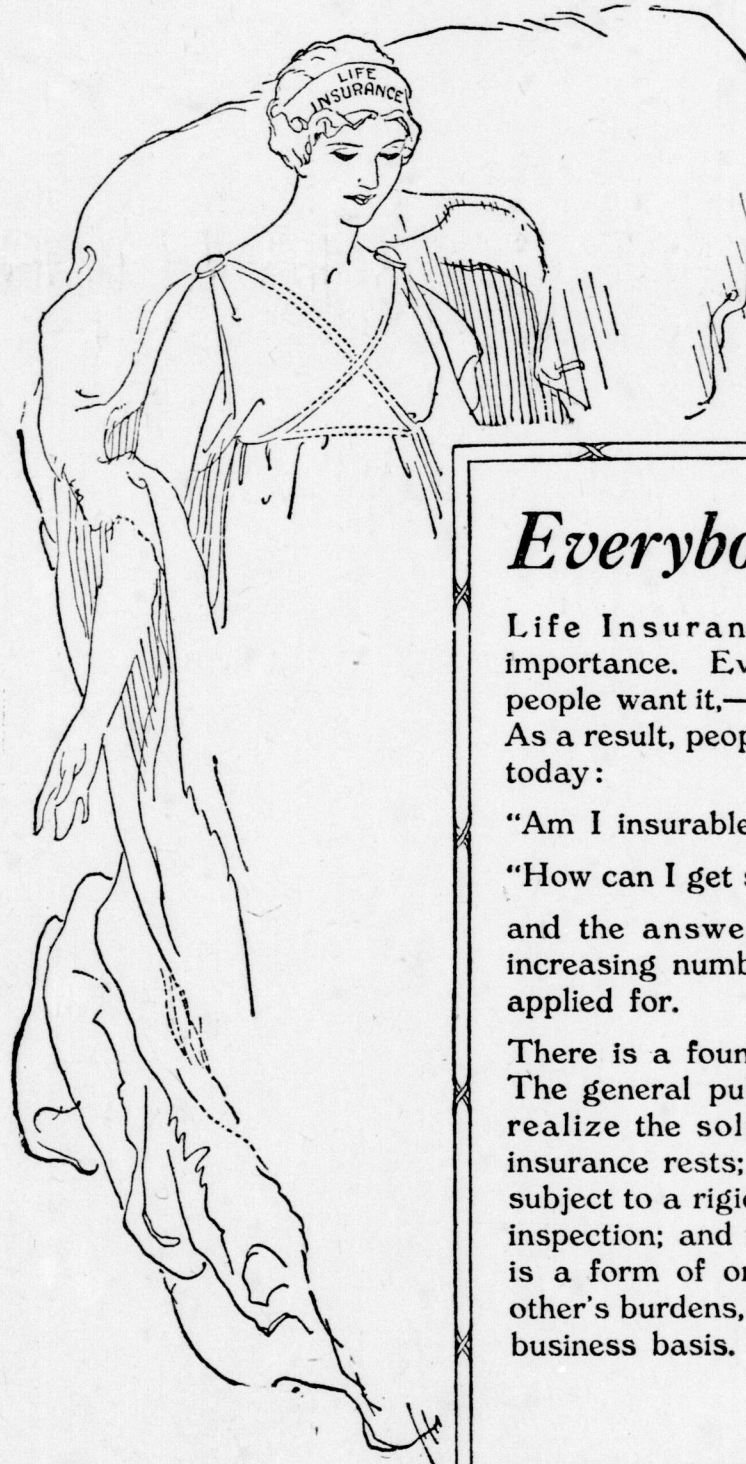 LIFE
INSURANCE
Everybo
Life Insuran
importance. Ev
people want it,—
As a result, peop
today:
"Am I insurable
"How can I get s
and the answe
increasing numb
applied for.
There is a foun
The general pu
realize the sol
insurance rests;
subject to a rigi
inspection; and
is a form of or
other's burdens,
business basis.